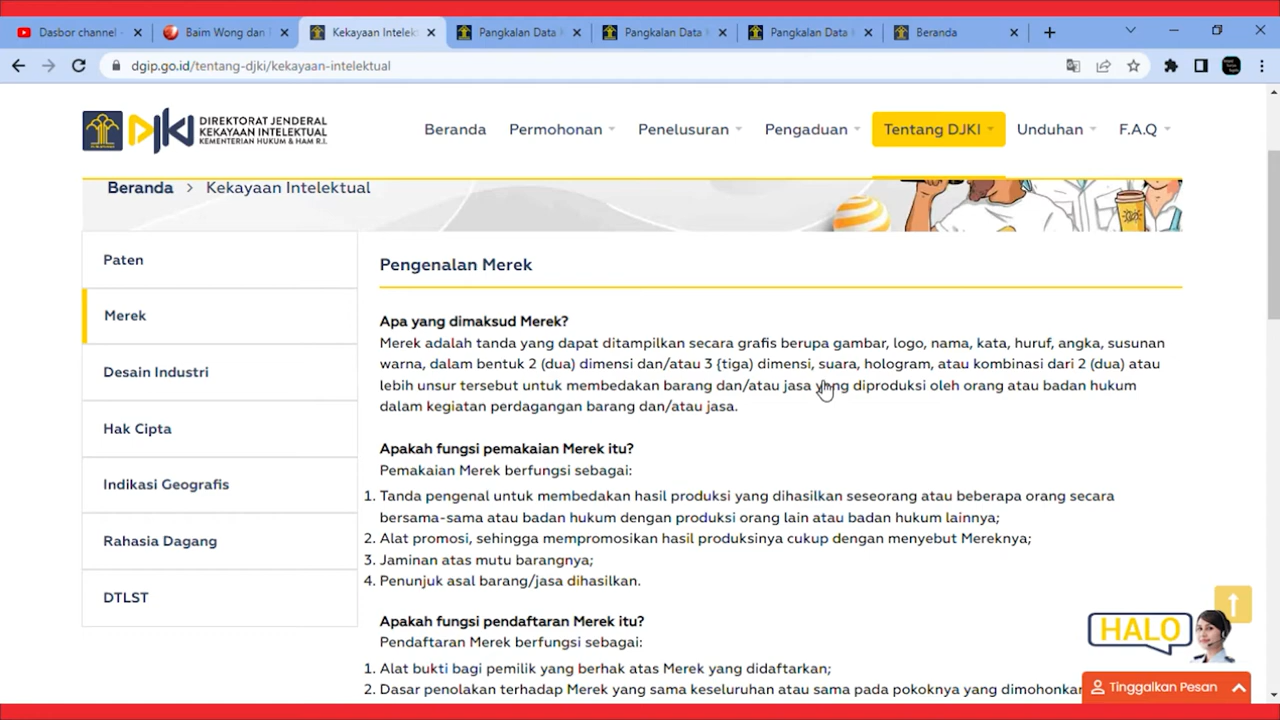 Dasbor channel -
Baim Wong dan
Kekayaan Intelek
Pangkalan Data
Pangkalan Data
Pangkalan Data
Beranda
dgip.go.id/tentang-djki/kekayaan-intelektual
DJKI
DIREKTORAT JENDERAL
KEKAYAAN INTELEKTUAL
KEMENTERIAN HUKUM & HAM R.I.
Beranda
Permohonan
Penelusuran
Pengaduan
Tentang DJKI
Unduhan
F.A.Q
Beranda > Kekayaan Intelektual
Paten
Merek
Desain Industri
Hak Cipta
Indikasi Geografis
Rahasia Dagang
DTLST
Pengenalan Merek
Apa yang dimaksud Merek?
Merek adalah tanda yang dapat ditampilkan secara grafis berupa gambar, logo, nama, kata, huruf, angka, susunan
warna, dalam bentuk 2 (dua) dimensi dan/atau 3 {tiga) dimensi, suara, hologram, atau kombinasi dari 2 (dua) atau
lebih unsur tersebut untuk membedakan barang dan/atau jasa yang diproduksi oleh orang atau badan hukum
dalam kegiatan perdagangan barang dan/atau jasa.
Apakah fungsi pemakaian Merek itu?
Pemakaian Merek berfungsi sebagai:
1. Tanda pengenal untuk membedakan hasil produksi yang dihasilkan seseorang atau beberapa orang secara
bersama-sama atau badan hukum dengan produksi orang lain atau badan hukum lainnya;
2. Alat promosi, sehingga mempromosikan hasil produksinya cukup dengan menyebut Mereknya;
3. Jaminan atas mutu barangnya;
4. Penunjuk asal barang/jasa dihasilkan.
Apakah fungsi pendaftaran Merek itu?
Pendaftaran Merek berfungsi sebagai:
1. Alat bukti bagi pemilik yang berhak atas Merek yang didaftarkan;
2. Dasar penolakan terhadap Merek yang sama keseluruhan atau sama pada pokoknya yang dimohonkan
HALO
Tinggalkan Pesan